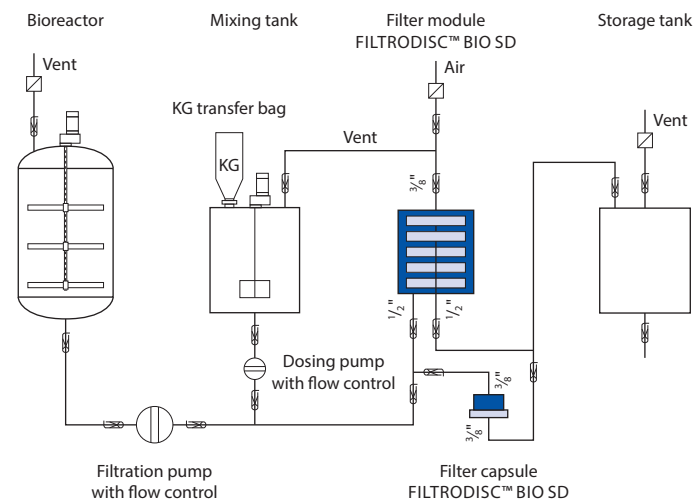 Bioreactor
Mixing tank
Filter module
FILTRODISC™ BIO SD
Storage tank
Vent
Air
Vent
KG transfer bag
Vent
KG
3/8"
1/2"
1/2"
Dosing pump
with flow control
3/8"
3/8"
Filtration pump
with flow control
Filter capsule
FILTRODISC™ BIO SD